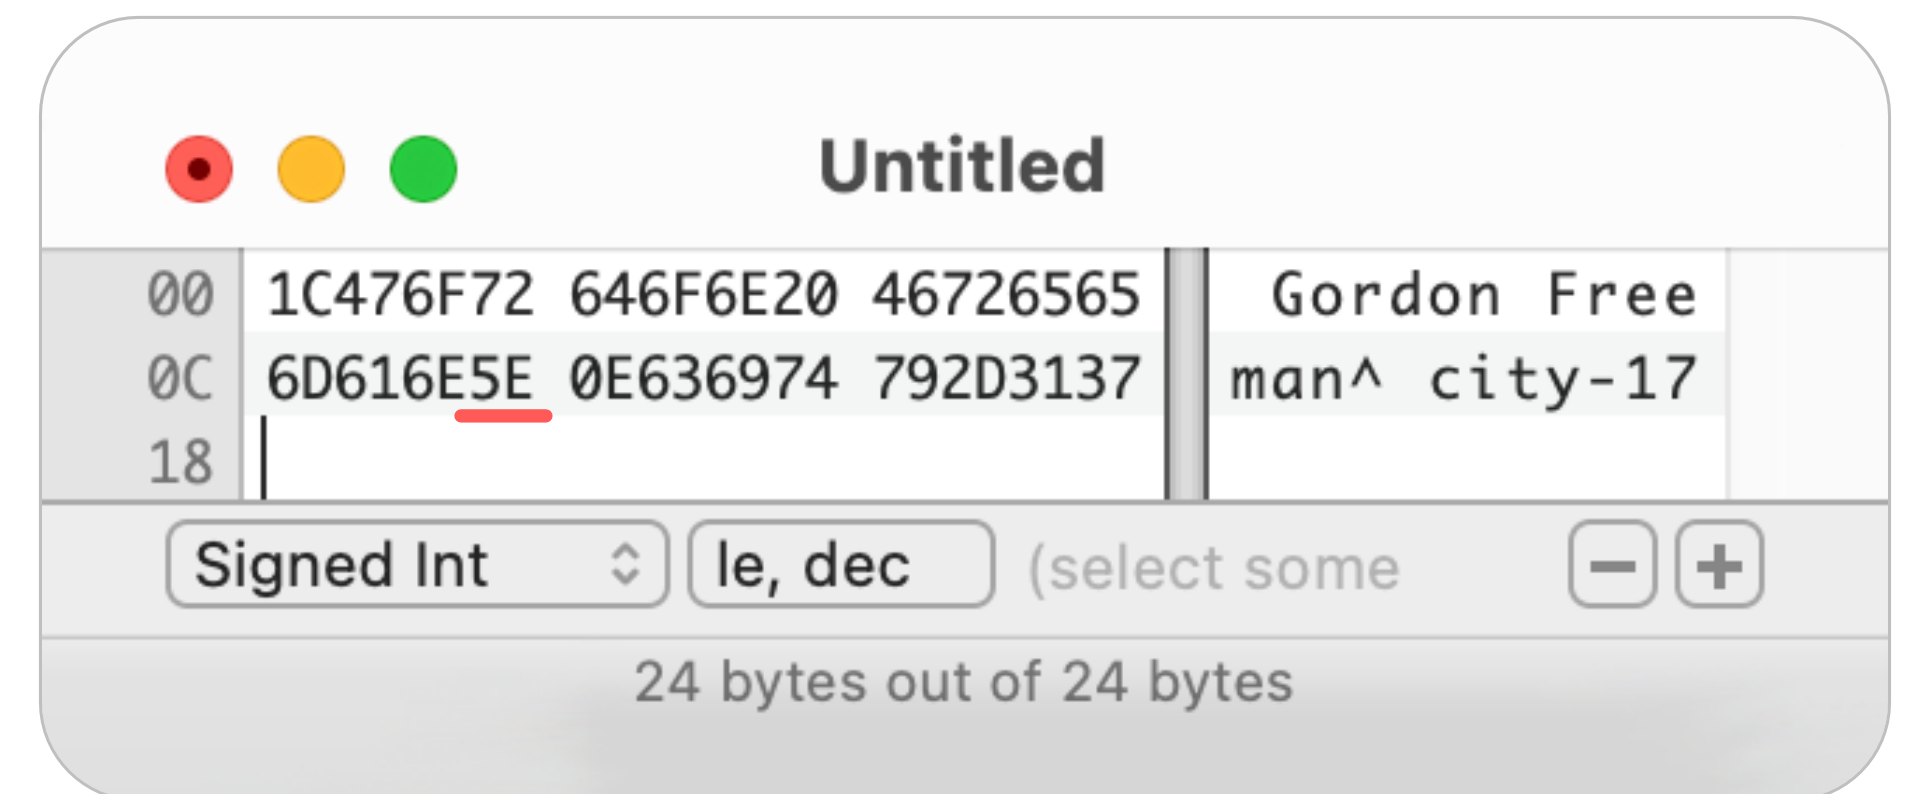 Untitled
00 1C476F72 646F6E20 46726565 Gordon Free
0C 6D616E5E 0E636974 792D3137 man^ city-17
18
Signed Int le, dec (select some
24 bytes out of 24 bytes